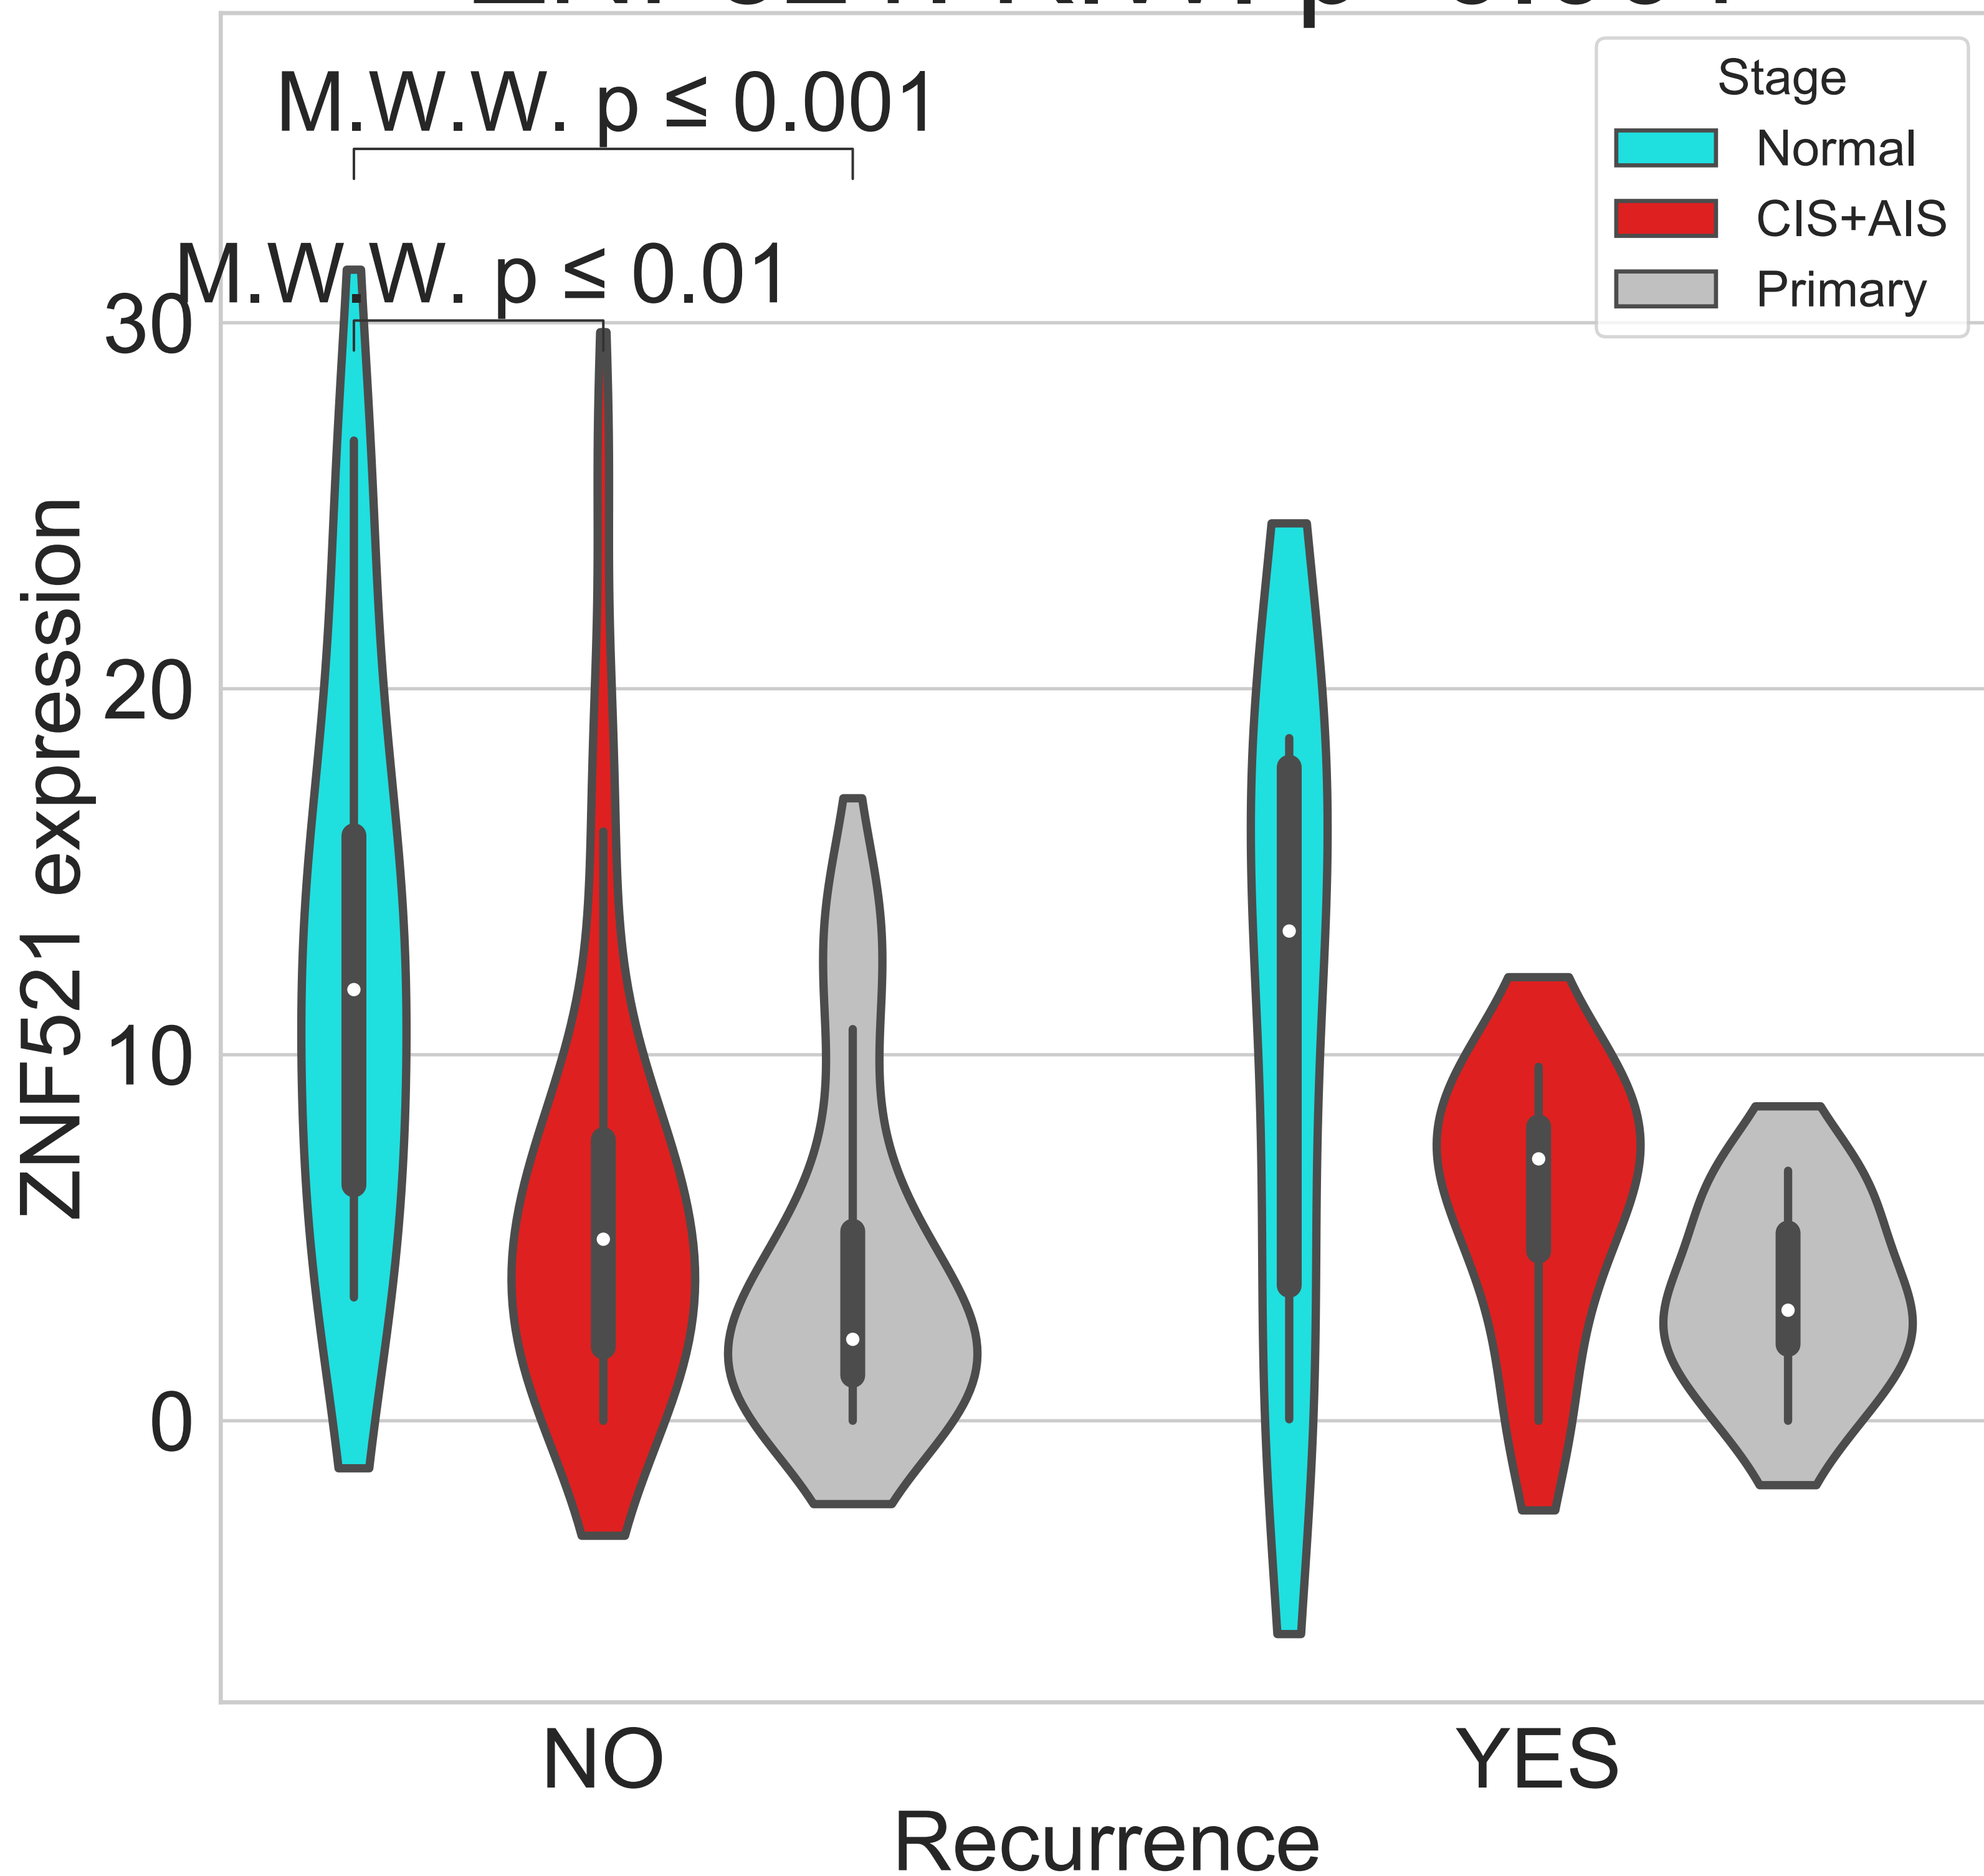 M.W.W. p ≤ 0.001
M.W.W. p ≤ 0.01
Stage
Normal
CIS+AIS
Primary
30
20
10
0
ZNF521 expression
NO
YES
Recurrence